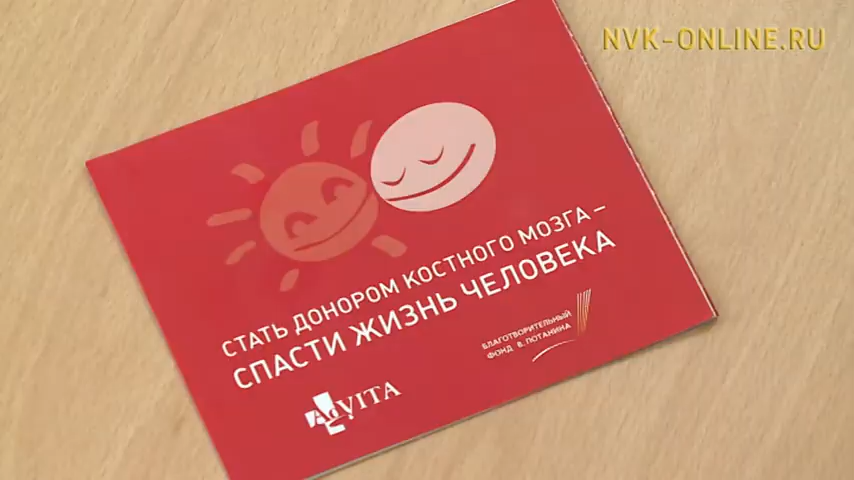 NVK-ONLINE.RU
СТАТЬ ДОНОРОМ КОСТНОГО МОЗГА –
СПАСТИ ЖИЗНЬ ЧЕЛОВЕКА
БЛАГОТВОРИТЕЛЬНЫЙ
ФОНД В. ПОТАНИНА
AdVITA